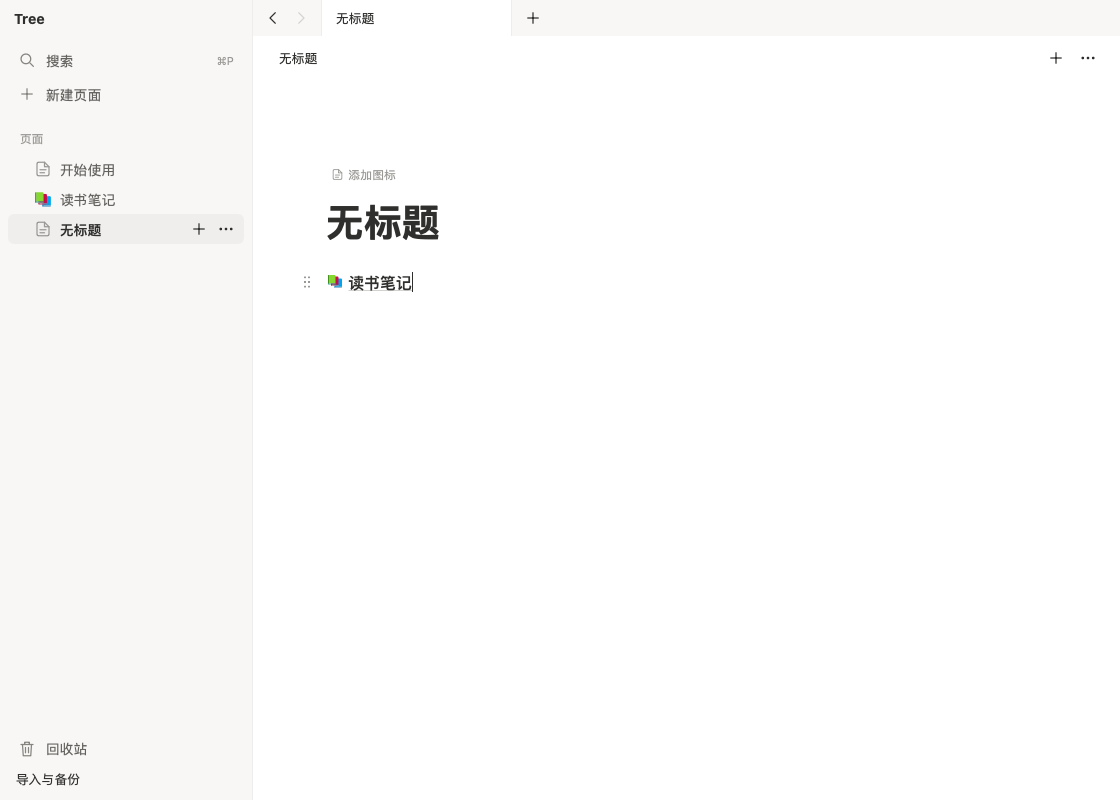 Tree
搜索 ⌘P
新建页面
页面
开始使用
读书笔记
无标题
回收站
导入与备份
无标题
无标题
添加图标
无标题
读书笔记